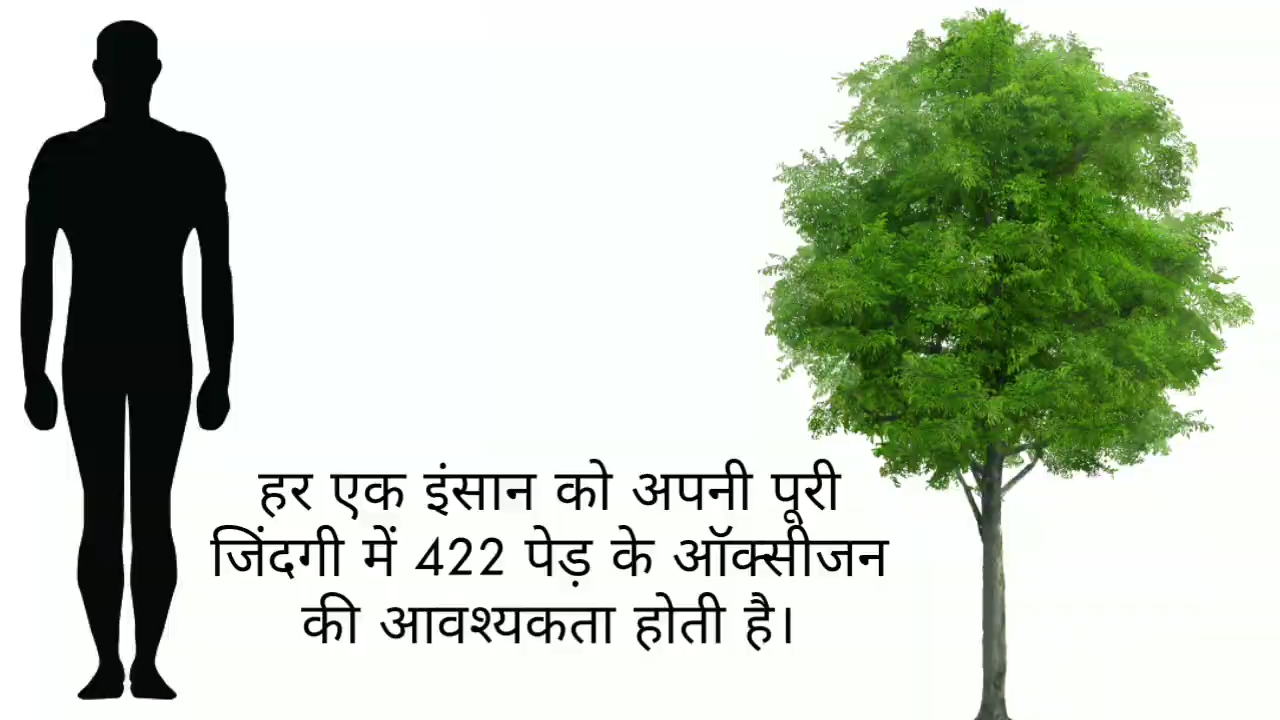 हर एक इंसान को अपनी पूरी
जिंदगी में 422 पेड़ के ऑक्सीजन
की आवश्यकता होती है।